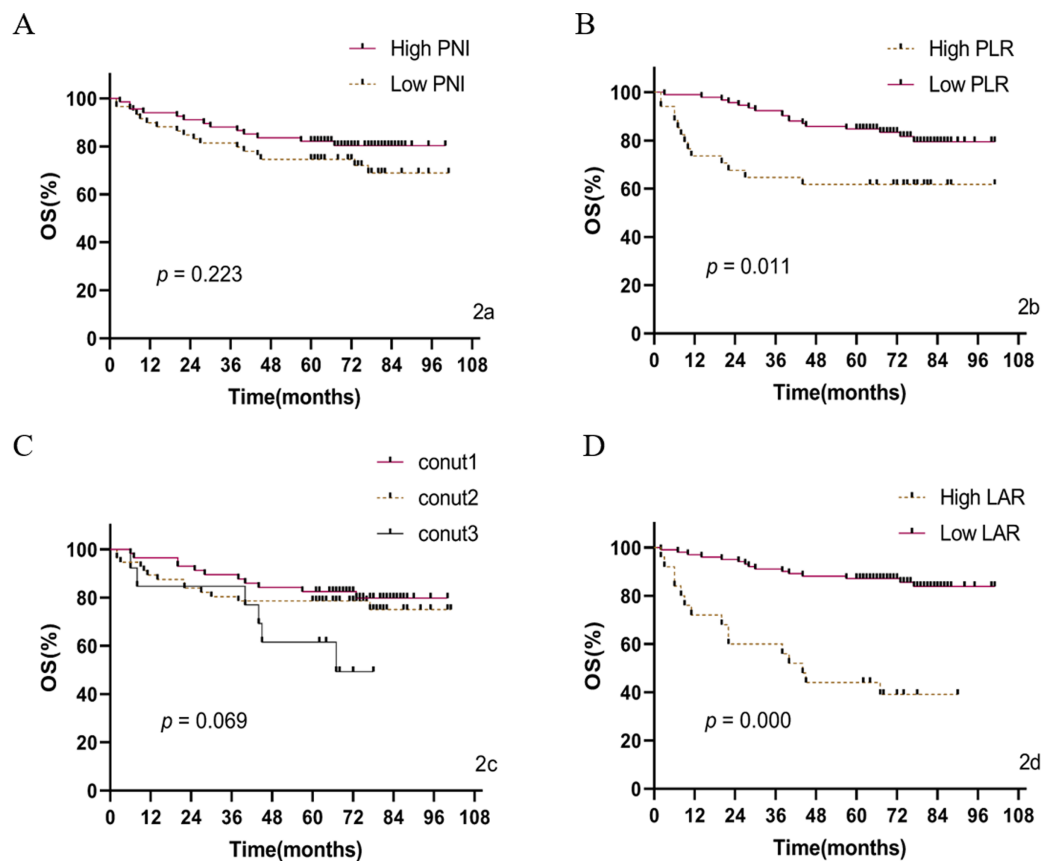 A
High PNI
Low PNI
100
80
60
40
20
0
OS(%)
p = 0.223
2a
0 12 24 36 48 60 72 84 96 108
Time(months)
B
High PLR
Low PLR
100
80
60
40
20
0
OS(%)
p = 0.011
2b
0 12 24 36 48 60 72 84 96 108
Time(months)
C
conut1
conut2
conut3
100
80
60
40
20
0
OS(%)
p = 0.069
2c
0 12 24 36 48 60 72 84 96 108
Time(months)
D
High LAR
Low LAR
100
80
60
40
20
0
OS(%)
p = 0.000
2d
0 12 24 36 48 60 72 84 96 108
Time(months)